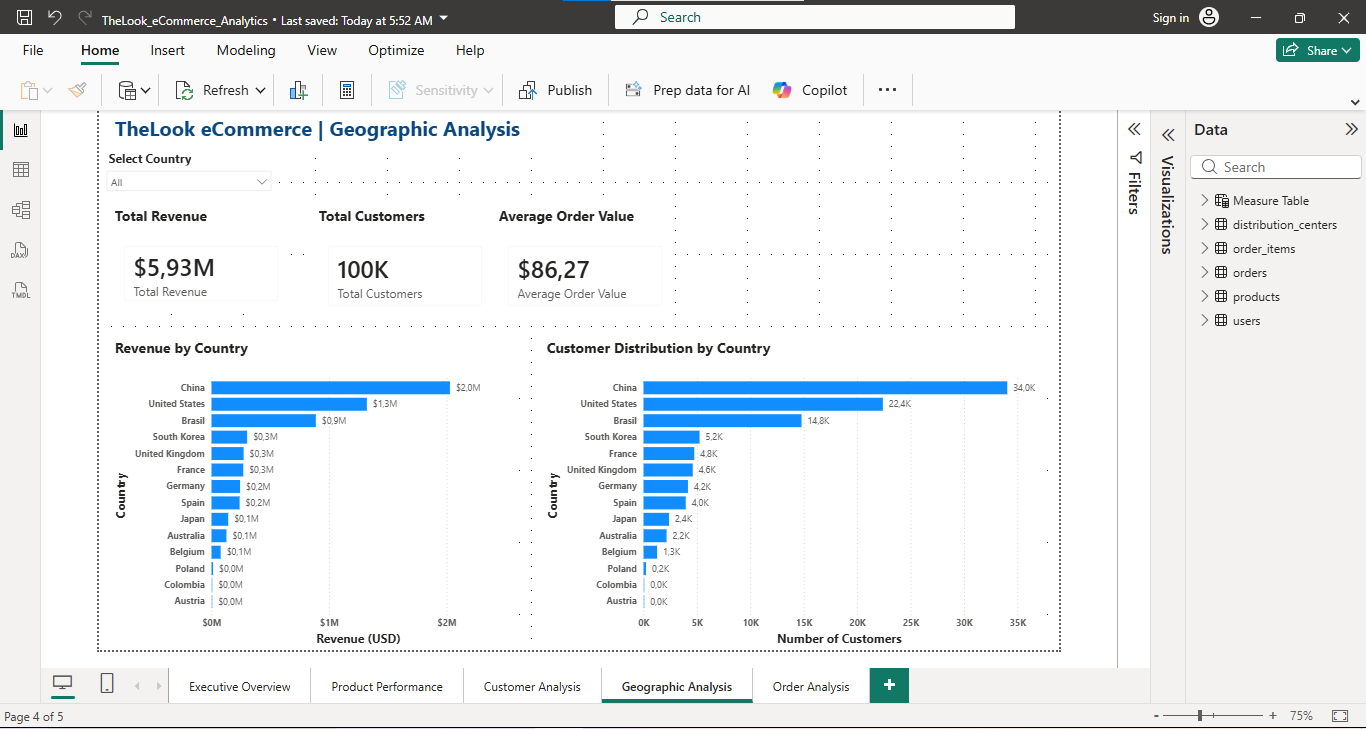 TheLook_eCommerce_Analytics • Last saved: Today at 5:52 AM
Search
Sign in
File Home Insert Modeling View Optimize Help
Share
Refresh
Sensitivity
Publish
Prep data for AI
Copilot
TheLook eCommerce | Geographic Analysis
Select Country
All
Total Revenue
$5,93M
Total Revenue
Total Customers
100K
Total Customers
Average Order Value
$86,27
Average Order Value
Revenue by Country
Country
China $2,0M
United States $1,3M
Brasil $0,9M
South Korea $0,3M
United Kingdom $0,3M
France $0,3M
Germany $0,2M
Spain $0,2M
Japan $0,1M
Australia $0,1M
Belgium $0,1M
Poland $0,0M
Colombia $0,0M
Austria $0,0M
$0M $1M $2M
Revenue (USD)
Customer Distribution by Country
Country
China 34,0K
United States 22,4K
Brasil 14,8K
South Korea 5,2K
France 4,8K
United Kingdom 4,6K
Germany 4,2K
Spain 4,0K
Japan 2,4K
Australia 2,2K
Belgium 1,3K
Poland 0,2K
Colombia 0,0K
Austria 0,0K
0K 5K 10K 15K 20K 25K 30K 35K
Number of Customers
Filters
Visualizations
Data
Search
Measure Table
distribution_centers
order_items
orders
products
users
DAX
TMDL
Executive Overview
Product Performance
Customer Analysis
Geographic Analysis
Order Analysis
Page 4 of 5
- + 75%